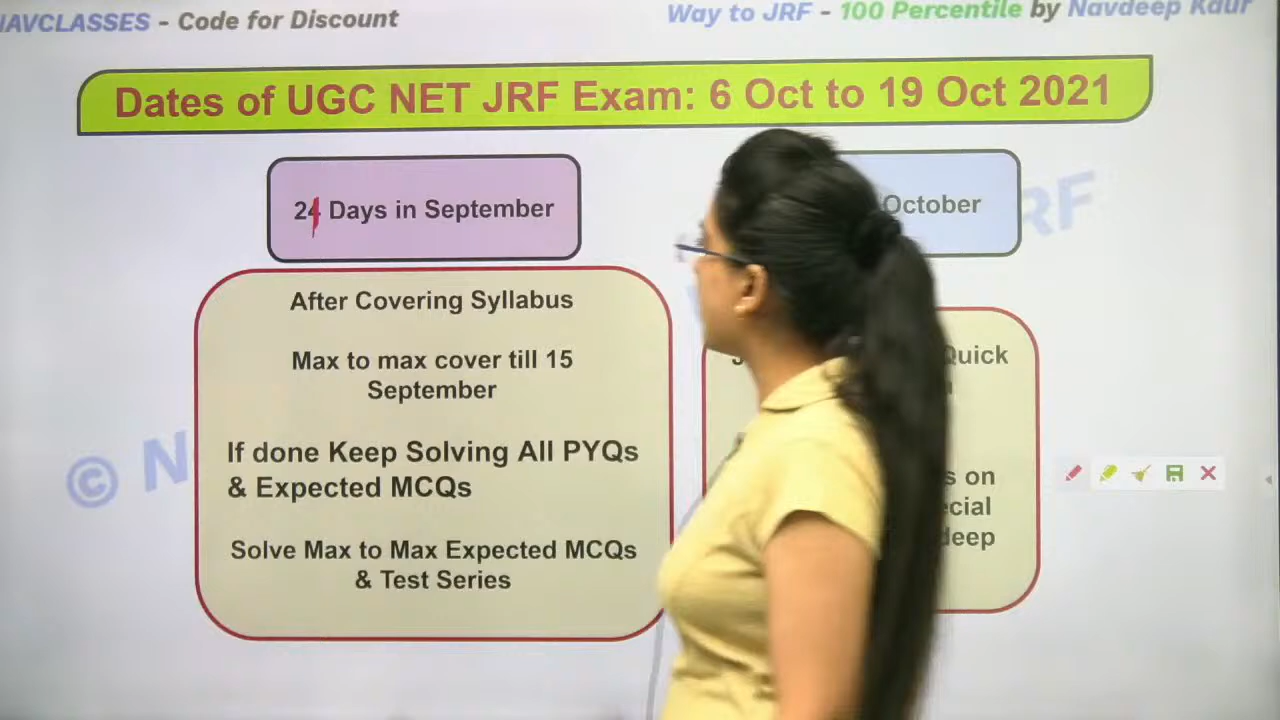 NAVCLASSES - Code for Discount
Way to JRF - 100 Percentile by Navdeep Kaur
Dates of UGC NET JRF Exam: 6 Oct to 19 Oct 2021
24 Days in September
October
After Covering Syllabus
Max to max cover till 15
September
If done Keep Solving All PYQs
& Expected MCQs
Solve Max to Max Expected MCQs
& Test Series
Quick
on
© N
RF